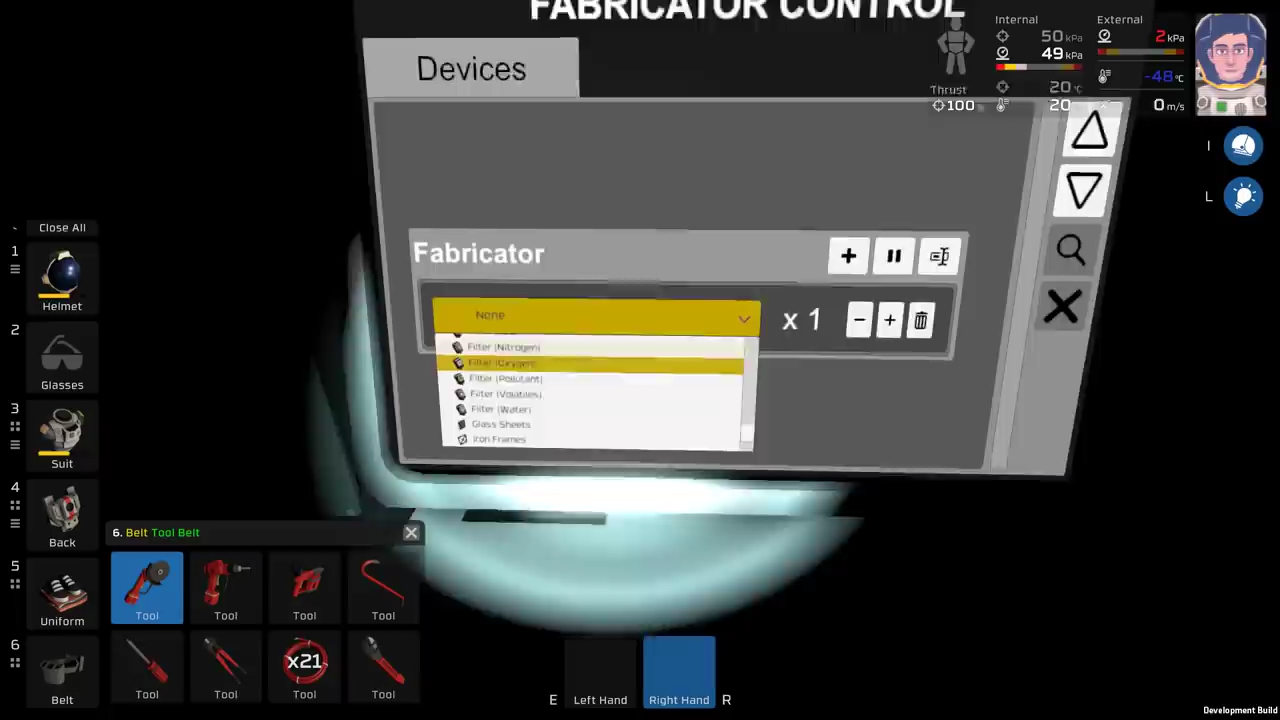 FABRICATOR CONTROL
Internal
External
50 kPa
2 kPa
49 kPa
Devices
-48 °C
Thrust
20 °C
100
20
0 m/s
I
L
Close All
1
Helmet
Fabricator
None
x 1
2
Filter (Nitrogen)
Filter (Oxygen)
Filter (Pollutant)
Filter (Volatiles)
Filter (Water)
Glasses
3
Glass Sheets
Iron Frames
Suit
4
6. Belt Tool Belt
Back
5
Tool
Tool
Tool
Tool
Uniform
6
x21
Tool
Tool
Tool
Tool
Belt
E
Left Hand
Right Hand
R
Development Build